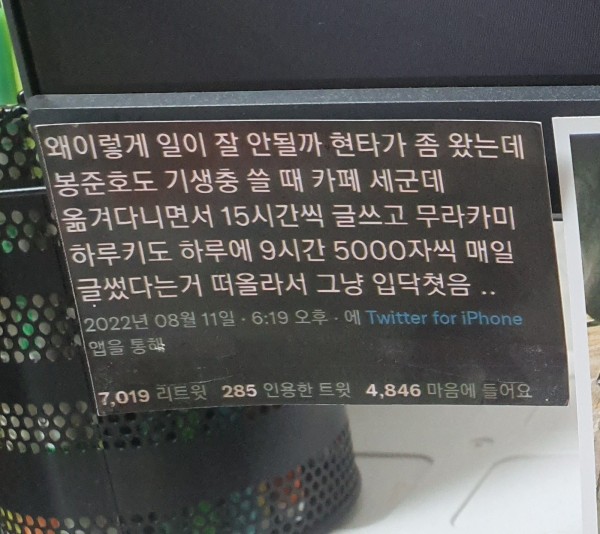 왜이렇게 일이 잘 안될까 현타가 좀 왔는데
봉준호도 기생충 쓸 때 카페 세군데
옮겨다니면서 15시간씩 글쓰고 무라카미
하루키도 하루에 9시간 5000자씩 매일
글썼다는거 떠올라서 그냥 입닥쳣음 ..
2022년 08월 11일 · 6:19 오후 · 에 Twitter for iPhone
앱을 통해
7,019 리트윗 285 인용한 트윗 4,846 마음에 들어요